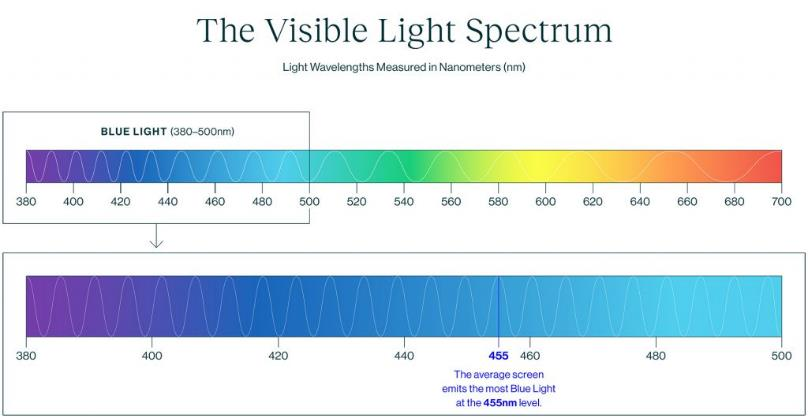 The Visible Light Spectrum
Light Wavelengths Measured in Nanometers (nm)
BLUE LIGHT (380–500nm)
380 400 420 440 460 480 500 520 540 560 580 600 620 640 660 680 700
380 400 420 440 455 460 480 500
The average screen
emits the most Blue Light
at the 455nm level.